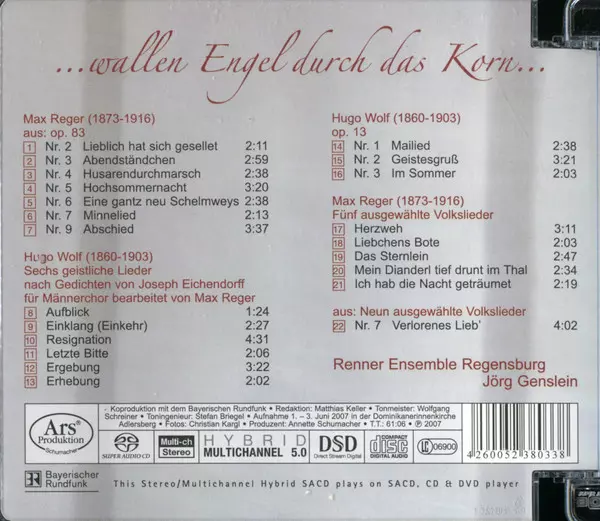 ...wallen Engel durch das Korn...
Max Reger (1873-1916)
aus: op. 83
1 Nr. 2 Lieblich hat sich gesellet 2:11
2 Nr. 3 Abendständchen 2:59
3 Nr. 4 Husarendurchmarsch 2:38
4 Nr. 5 Hochsommernacht 3:20
5 Nr. 6 Eine gantz neu Schelmweys 2:38
6 Nr. 7 Minnelied 2:13
7 Nr. 9 Abschied 3:37
Hugo Wolf (1860-1903)
Sechs geistliche Lieder
nach Gedichten von Joseph Eichendorff
für Männerchor bearbeitet von Max Reger
8 Aufblick 1:24
9 Einklang (Einkehr) 2:27
10 Resignation 4:31
11 Letzte Bitte 2:06
12 Ergebung 3:22
13 Erhebung 2:02
Hugo Wolf (1860-1903)
op. 13
14 Nr. 1 Mailied 2:38
15 Nr. 2 Geistesgruß 3:21
16 Nr. 3 Im Sommer 2:03
Max Reger (1873-1916)
Fünf ausgewählte Volkslieder
17 Herzweh 3:11
18 Liebchens Bote 2:03
19 Das Sternlein 2:47
20 Mein Dianderl tief drunt im Thal 2:34
21 Ich hab die Nacht geträumet 2:19
aus: Neun ausgewählte Volkslieder
22 Nr. 7 Verlorenes Lieb' 4:02
Renner Ensemble Regensburg
Jörg Genslein
Ars
Produktion
Schumacher
Koproduktion mit dem Bayerischen Rundfunk • Redaktion: Matthias Keller • Tonmeister: Wolfgang
Schreiner • Toningenieur: Stefan Briegel • Aufnahme 1. – 3. Juni 2007 in der Dominikanerinnenkirche
Adlersberg • Fotos: Christian Kargl • Produzent: Annette Schumacher • T.T.: 61:06 • ℗ 2007
SUPER AUDIO CD
Multi-ch
Stereo
HYBRID
MULTICHANNEL 5.0
DSD
Direct Stream Digital
COMPACT
disc
DIGITAL AUDIO
LC 06900
4 260052 380338
Bayerischer
Rundfunk
This Stereo/Multichannel Hybrid SACD plays on SACD, CD & DVD player